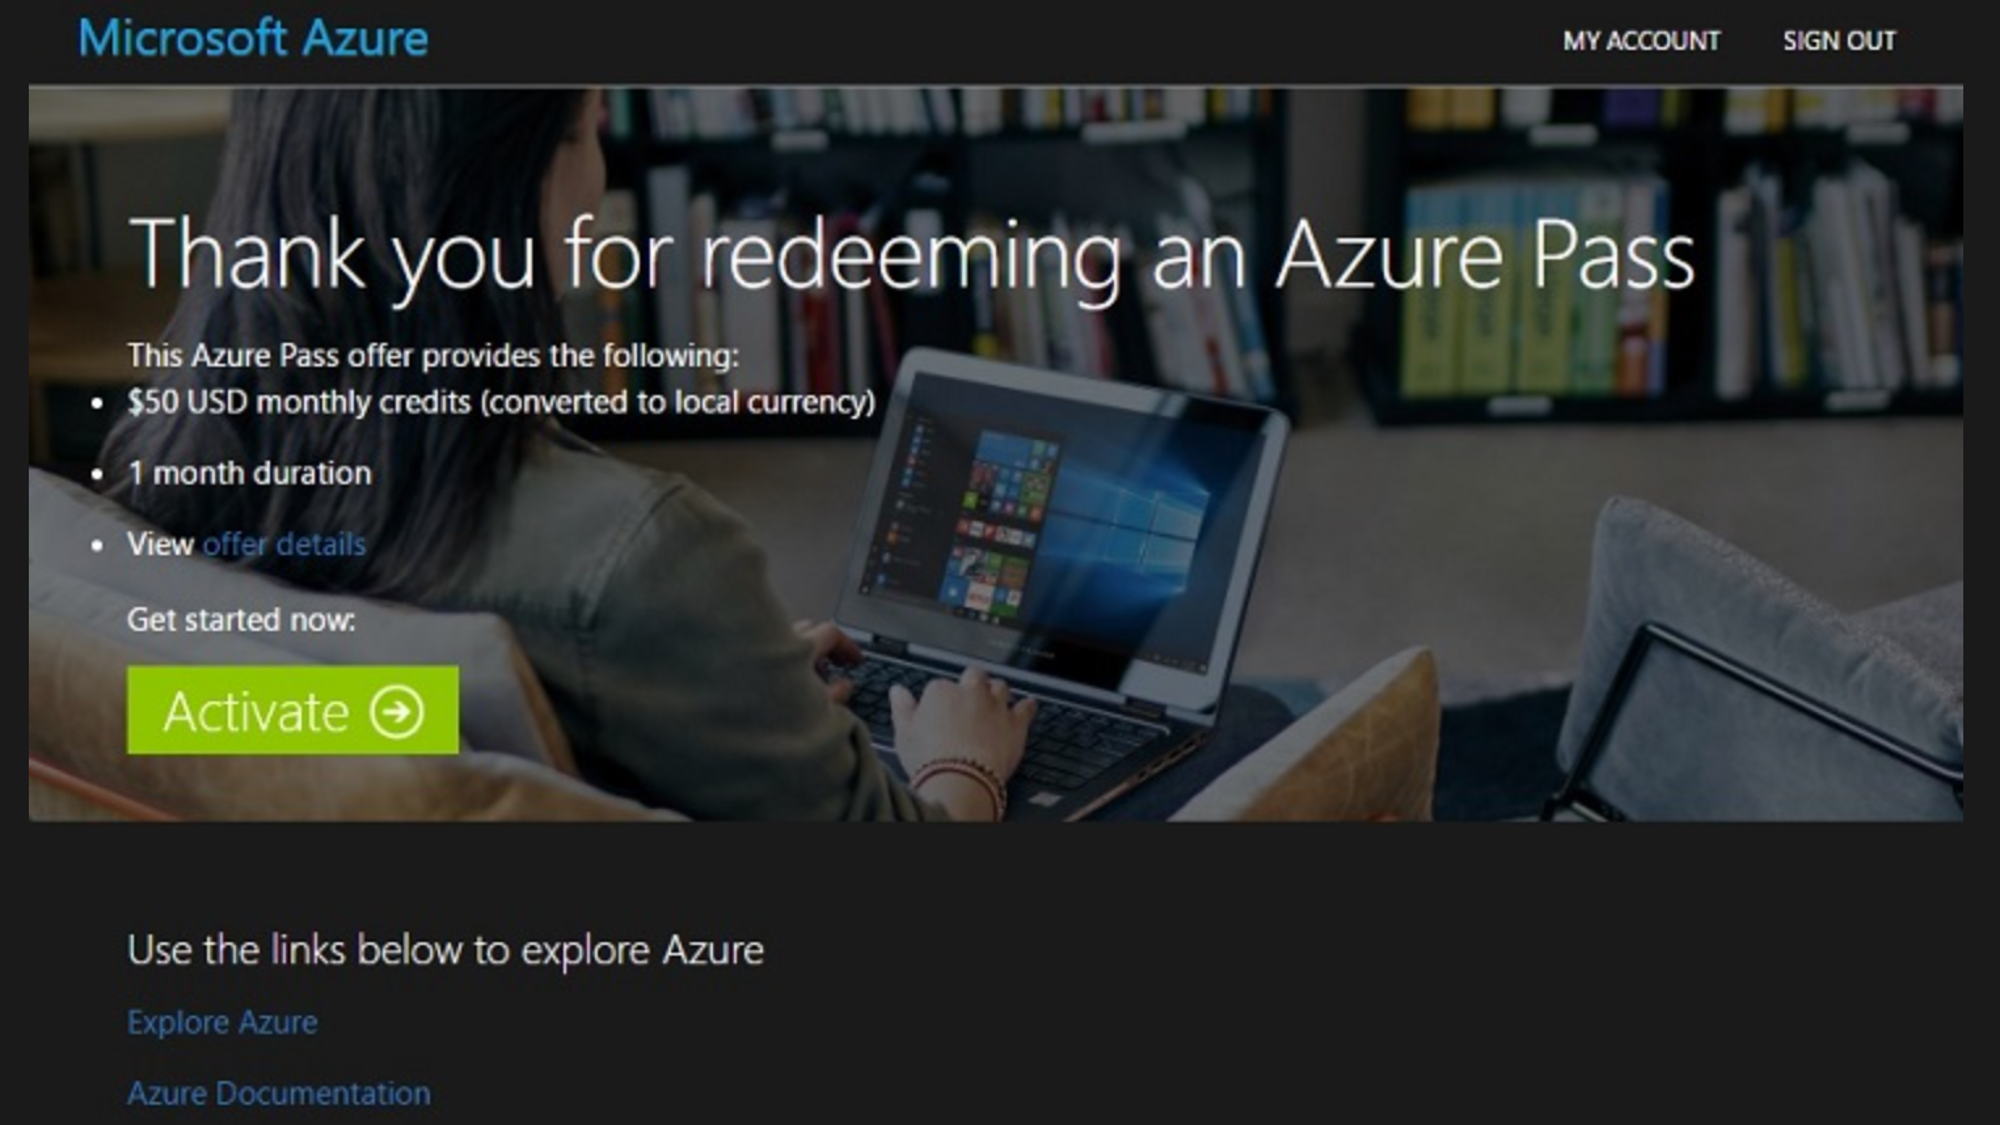 Microsoft Azure
MY ACCOUNT
SIGN OUT
Thank you for redeeming an Azure Pass
This Azure Pass offer provides the following:
• $50 USD monthly credits (converted to local currency)
• 1 month duration
• View offer details
Get started now:
Activate
Use the links below to explore Azure
Explore Azure
Azure Documentation